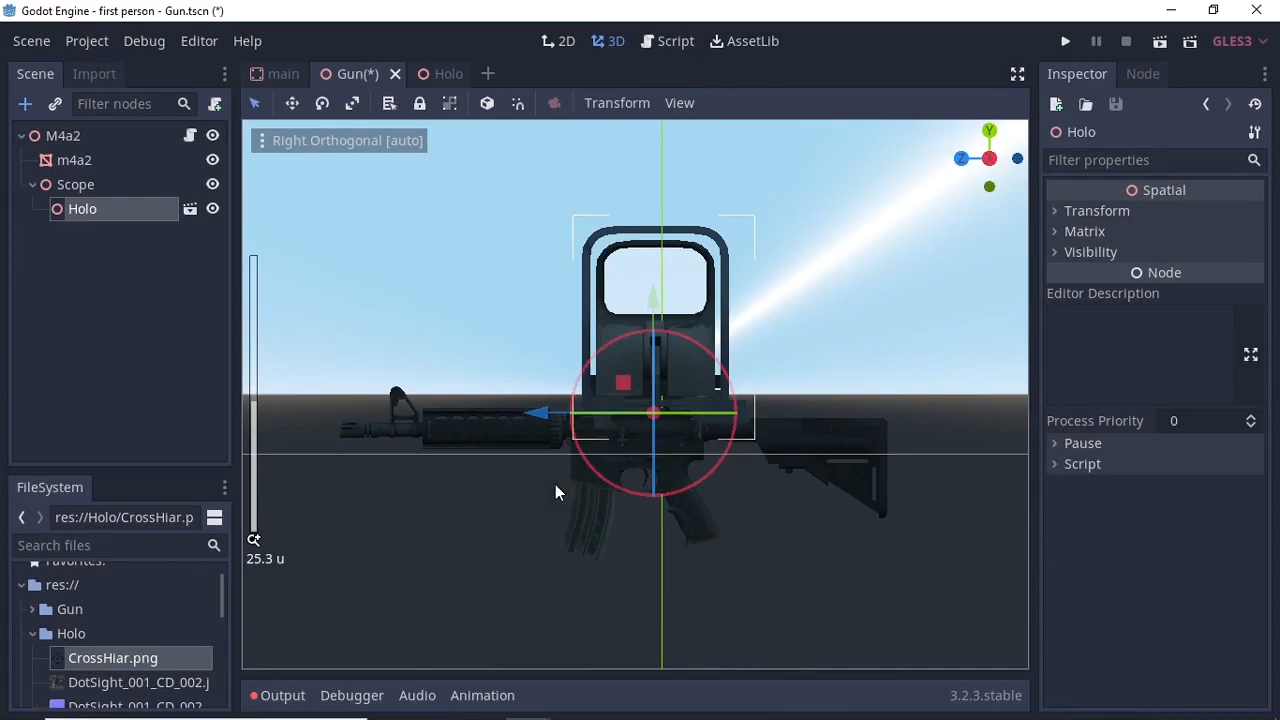 Godot Engine - first person - Gun.tscn (*)
Scene Project Debug Editor Help
2D 3D Script AssetLib
GLES3
Scene Import
main Gun(*) Holo
Inspector Node
Filter nodes
Transform View
M4a2
m4a2
Scope
Holo
Right Orthogonal [auto]
Y
Z X
25.3 u
Holo
Filter properties
Spatial
Transform
Matrix
Visibility
Node
Editor Description
Process Priority 0
Pause
Script
FileSystem
res://Holo/CrossHiar.p
Search files
Favorites:
res://
Gun
Holo
CrossHiar.png
DotSight_001_CD_002.j
DotSight_001_CD_002
Output Debugger Audio Animation 3.2.3.stable